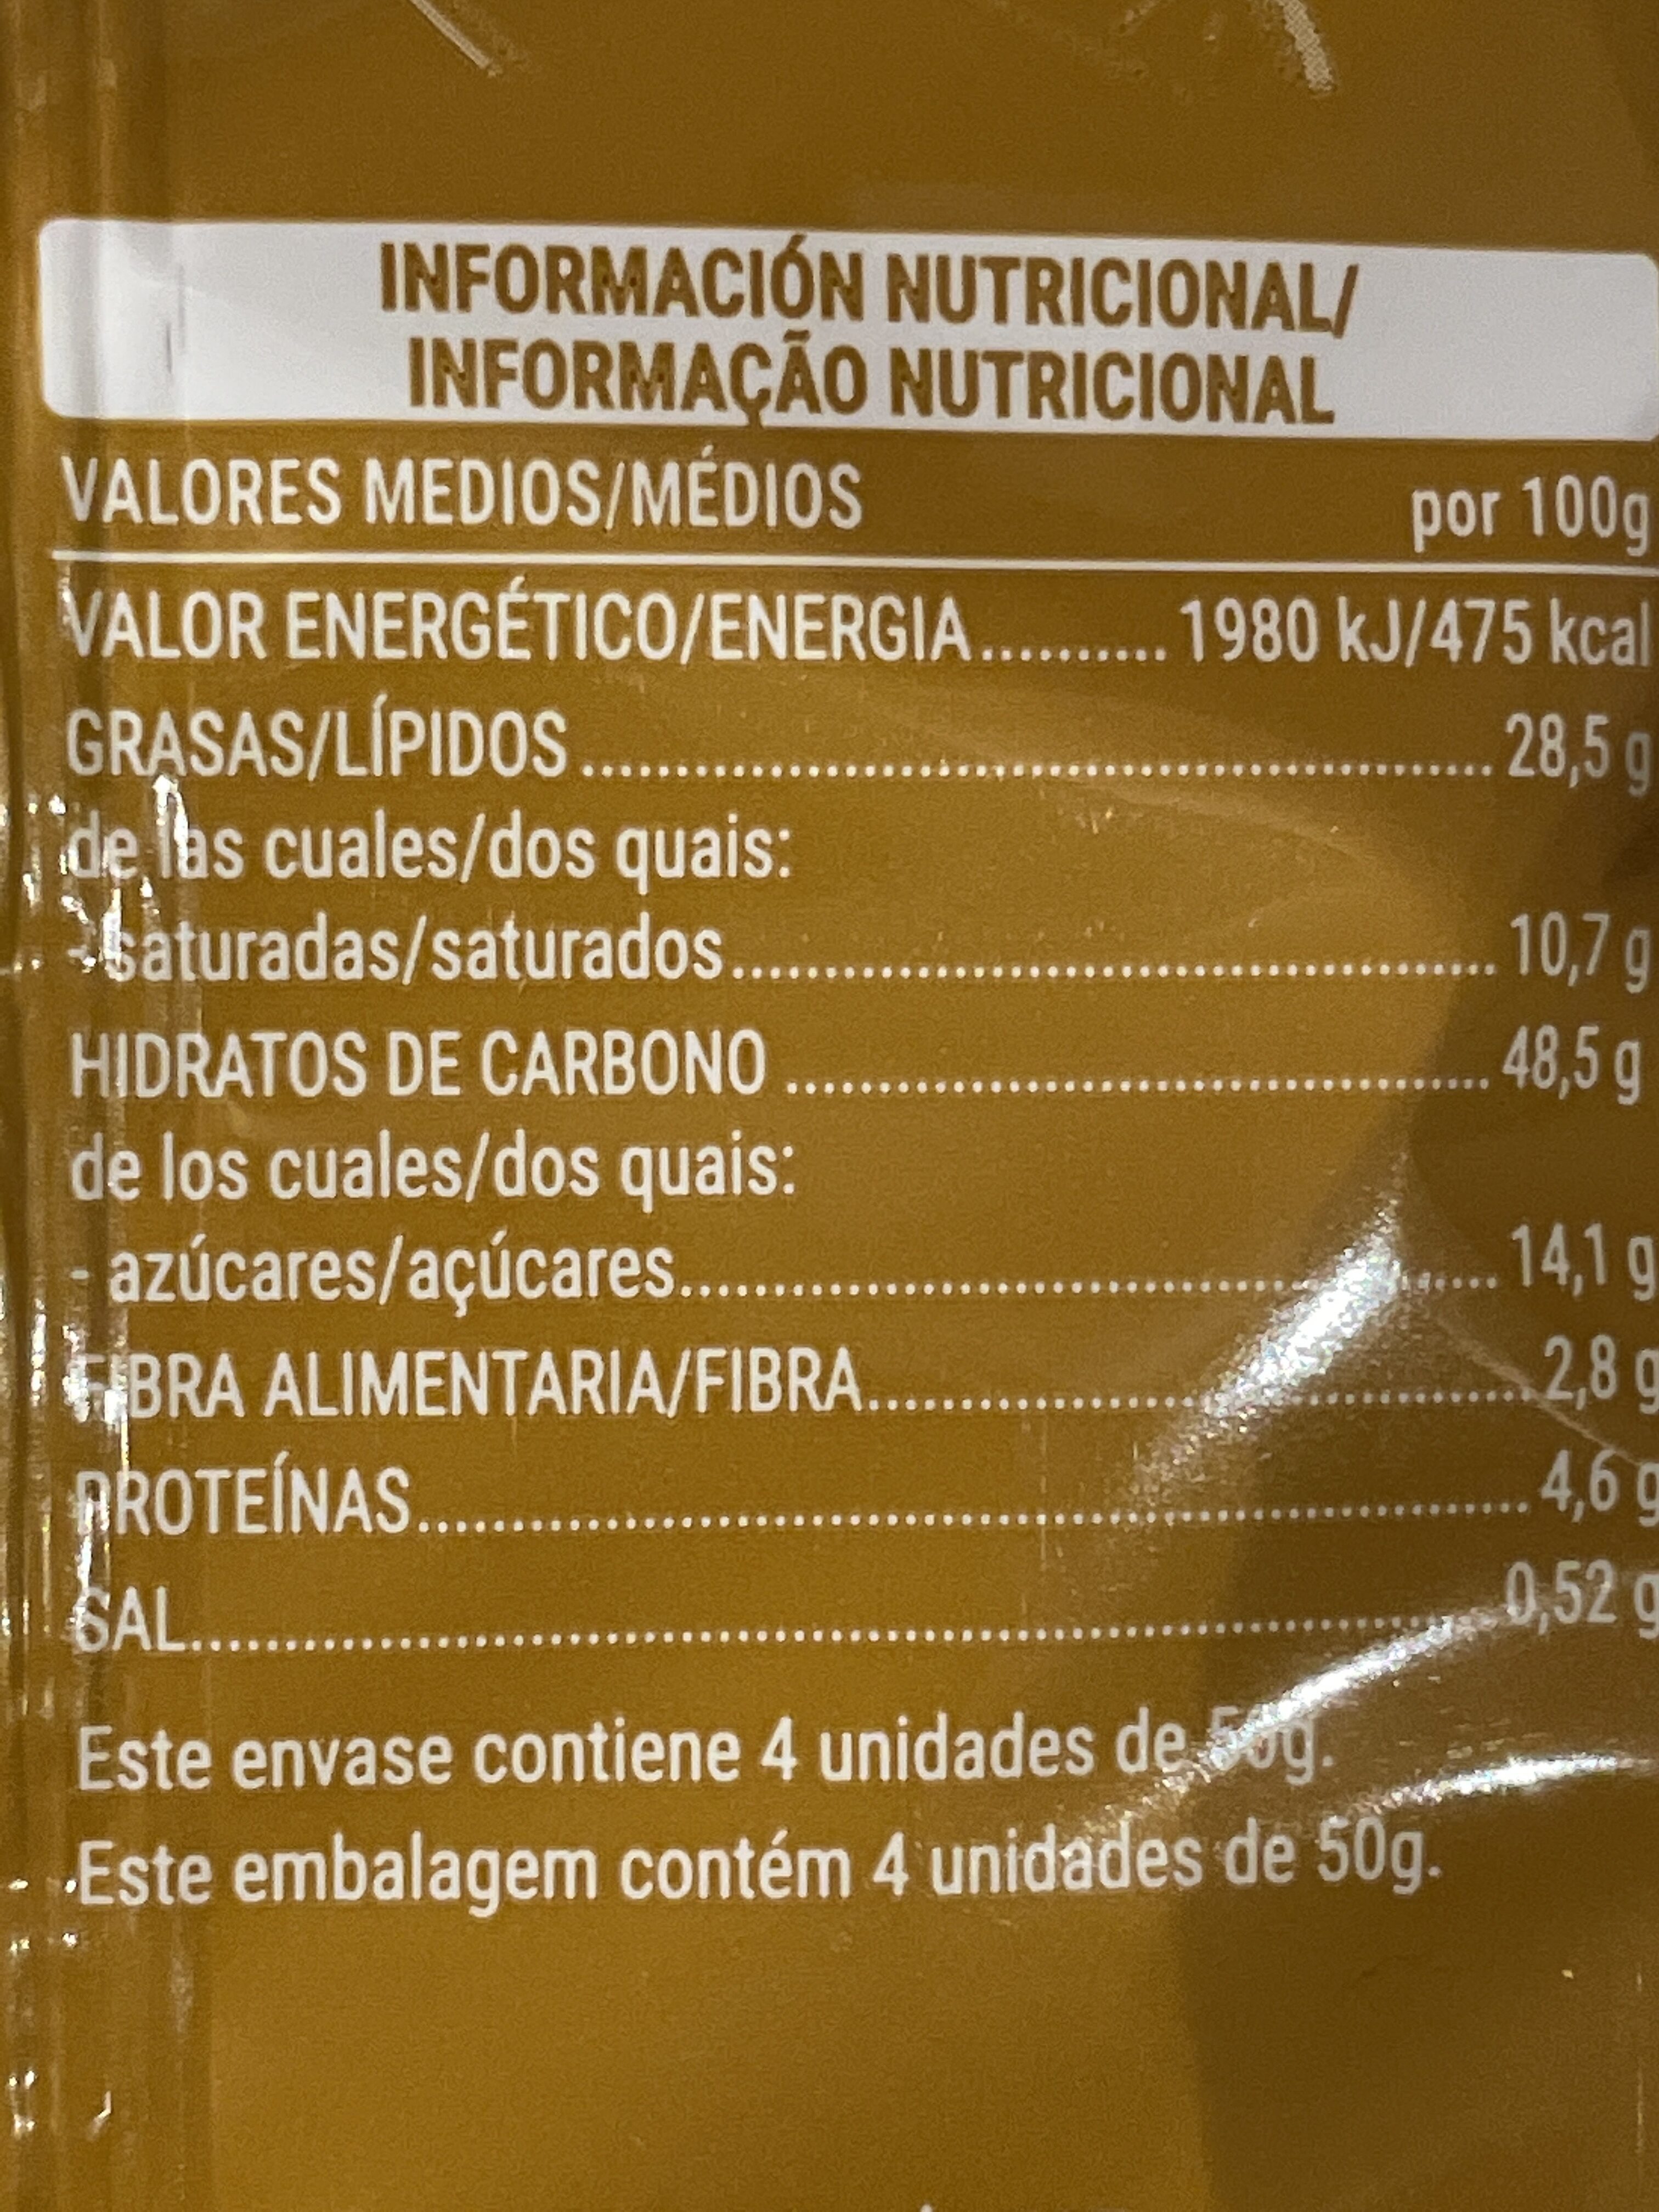 INFORMACIÓN NUTRICIONAL/
INFORMAÇÃO NUTRICIONAL
VALORES MEDIOS/MÉDIOS por 100g
VALOR ENERGÉTICO/ENERGIA.......... 1980 kJ/475 kcal
GRASAS/LÍPIDOS .......... 28,5 g
de las cuales/dos quais:
- saturadas/saturados.......... 10,7 g
HIDRATOS DE CARBONO .......... 48,5 g
de los cuales/dos quais:
- azúcares/açúcares.......... 14,1 g
FIBRA ALIMENTARIA/FIBRA.......... 2,8 g
PROTEÍNAS.......... 4,6 g
SAL.......... 0,52 g
Este envase contiene 4 unidades de 50g.
Este embalagem contém 4 unidades de 50g.